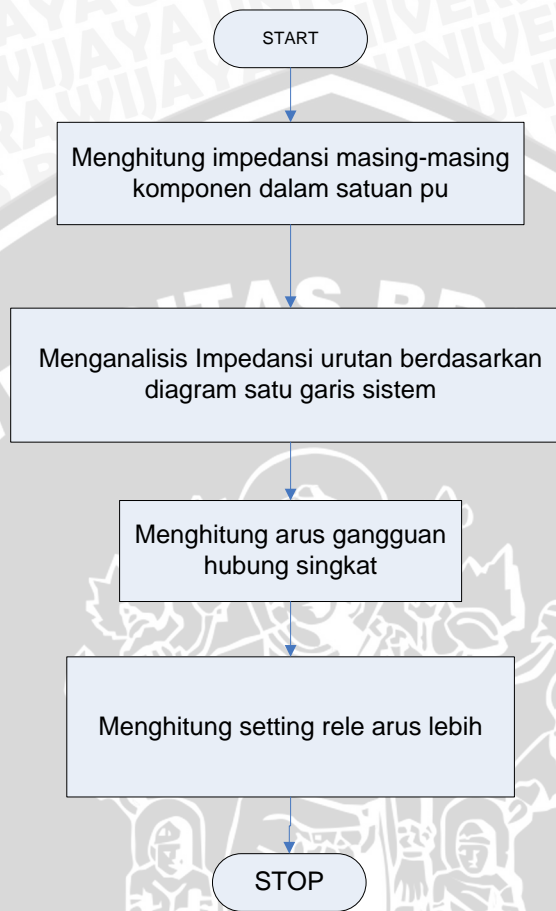 START
Menghitung impedansi masing-masing
komponen dalam satuan pu
Menganalisis Impedansi urutan berdasarkan
diagram satu garis sistem
Menghitung arus gangguan
hubung singkat
Menghitung setting rele arus lebih
STOP